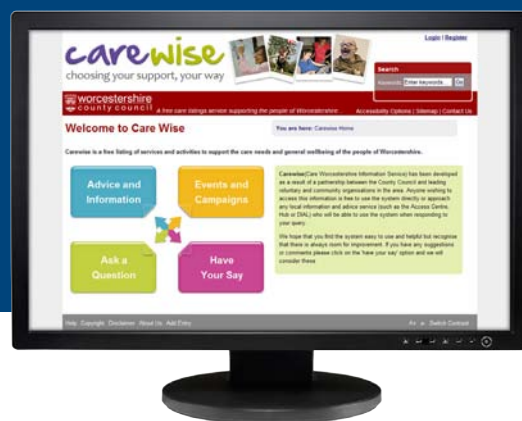 Login | Register
carewise
choosing your support, your way
Search
Keywords Enter keywords... Go
worcestershire
county council A free care listings service supporting the people of Worcestershire
Accessibility Options | Sitemap | Contact Us
Welcome to Care Wise
You are here: Carewise Home
Carewise is a free listing of services and activities to support the care needs and general wellbeing of the people of Worcestershire.
Advice and
Information
Events and
Campaigns
Ask a
Question
Have
Your Say
Carewise(Care Worcestershire Information Service) has been developed
as a result of a partnership between the County Council and leading
voluntary and community organisations in the area. Anyone wishing to
access this information is free to use the system directly or approach
any local information and advice service (such as the Access Centre,
Hub or DIAL) who will be able to use the system when responding to
your query.
We hope that you find the system easy to use and helpful but recognise
that there is always room for improvement. If you have any suggestions
or comments please click on the 'have your say' option and we will
consider these
Help Copyright Disclaimer About Us Add Entry
A+ a- Switch Contrast